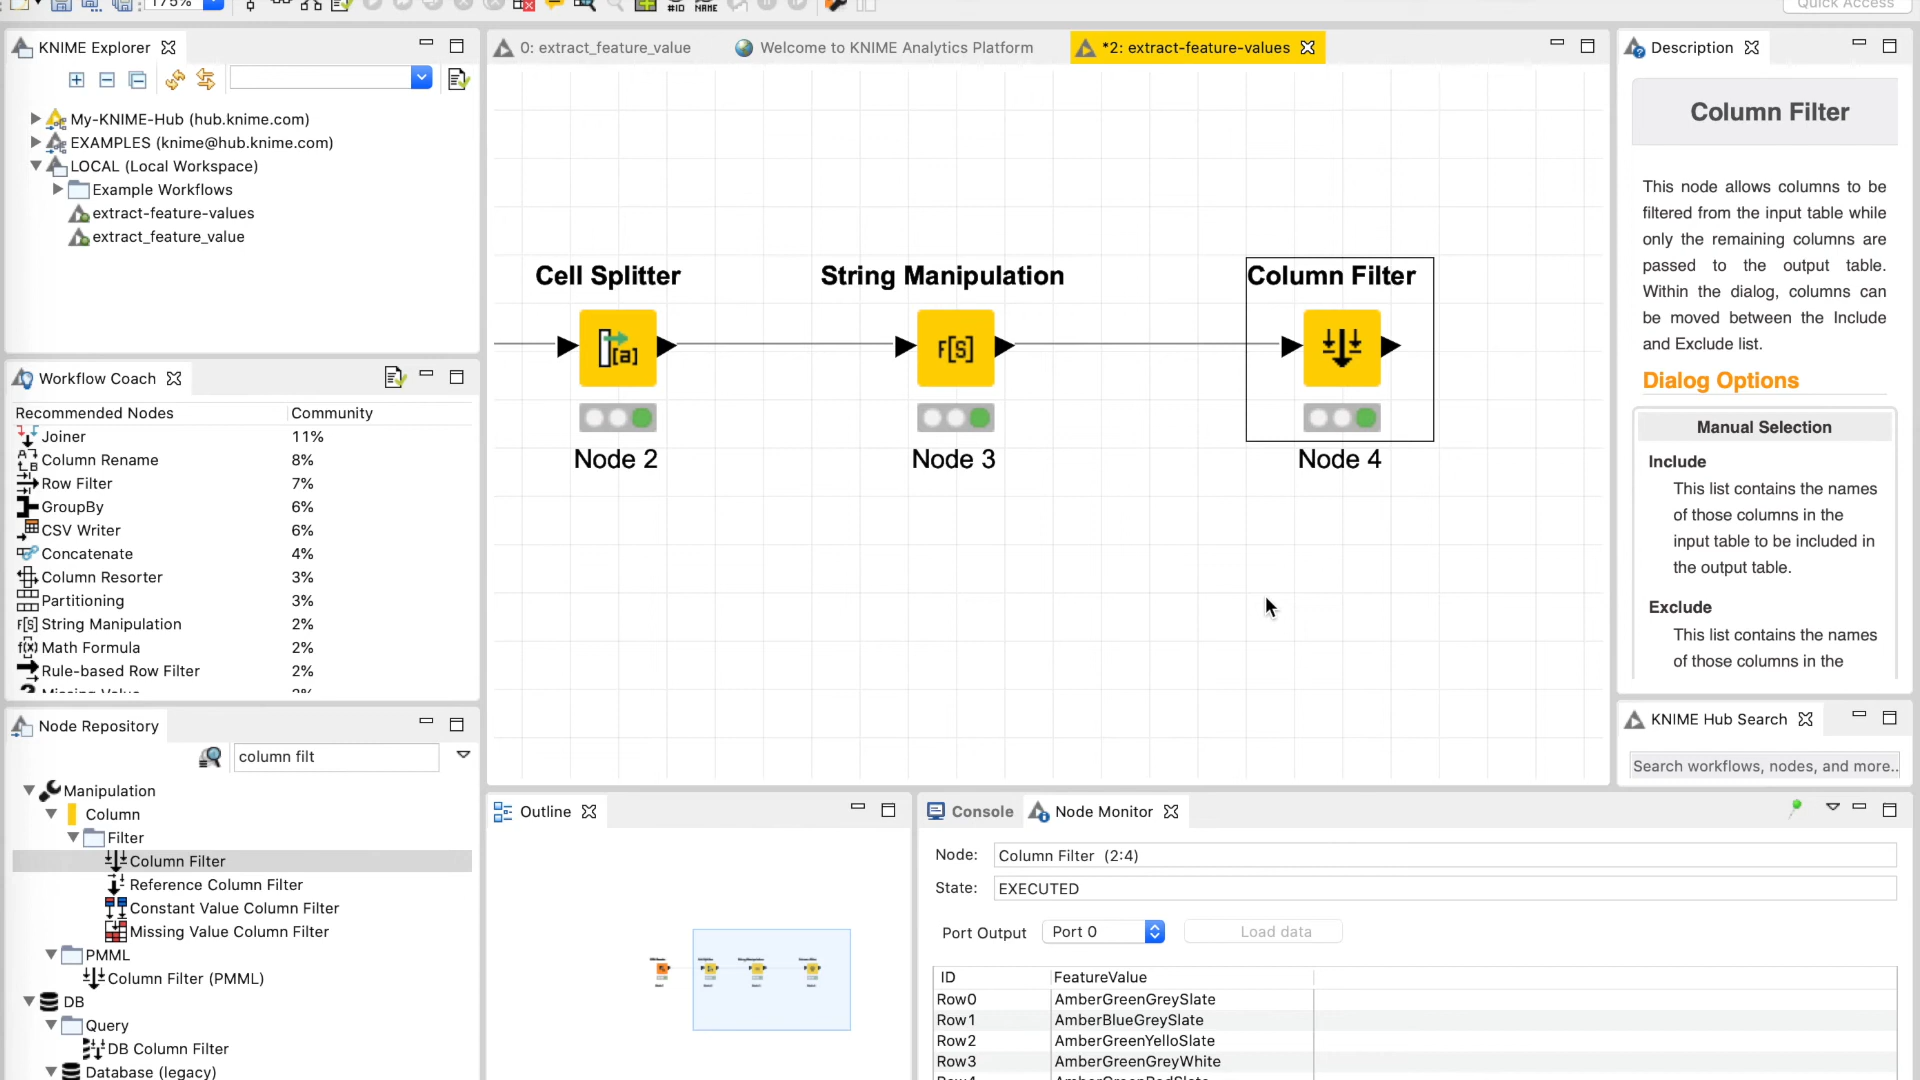 175%
#ID
NAME
Quick Access
KNIME Explorer
My-KNIME-Hub (hub.knime.com)
EXAMPLES (knime@hub.knime.com)
LOCAL (Local Workspace)
Example Workflows
extract-feature-values
extract_feature_value
Workflow Coach
Recommended Nodes Community
Joiner 11%
Column Rename 8%
Row Filter 7%
GroupBy 6%
CSV Writer 6%
Concatenate 4%
Column Resorter 3%
Partitioning 3%
String Manipulation 2%
Math Formula 2%
Rule-based Row Filter 2%
Node Repository
column filt
Manipulation
Column
Filter
Column Filter
Reference Column Filter
Constant Value Column Filter
Missing Value Column Filter
PMML
Column Filter (PMML)
DB
Query
DB Column Filter
Database (legacy)
0: extract_feature_value
Welcome to KNIME Analytics Platform
*2: extract-feature-values
Cell Splitter
[a]
Node 2
String Manipulation
F[S]
Node 3
Column Filter
Node 4
Outline
Console
Node Monitor
Node: Column Filter (2:4)
State: EXECUTED
Port Output Port 0 Load data
ID FeatureValue
Row0 AmberGreenGreySlate
Row1 AmberBlueGreySlate
Row2 AmberGreenYelloSlate
Row3 AmberGreenGreyWhite
Description
Column Filter
This node allows columns to be
filtered from the input table while
only the remaining columns are
passed to the output table.
Within the dialog, columns can
be moved between the Include
and Exclude list.
Dialog Options
Manual Selection
Include
This list contains the names
of those columns in the
input table to be included in
the output table.
Exclude
This list contains the names
of those columns in the
KNIME Hub Search
Search workflows, nodes, and more..